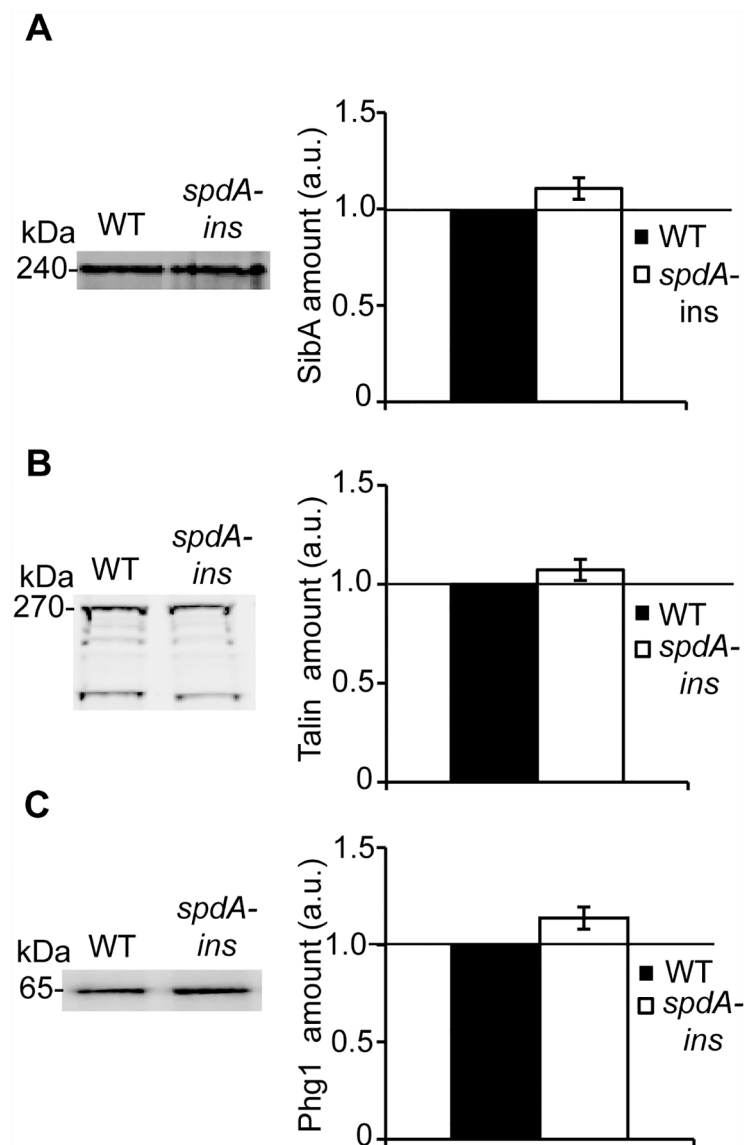 A
kDa
WT
spdA-
ins
240-
SibA amount (a.u.)
1.5
1.0
0.5
0
WT
spdA-
ins
B
kDa
WT
spdA-
ins
270-
Talin amount (a.u.)
1.5
1.0
0.5
0
WT
spdA-
ins
C
kDa
WT
spdA-
ins
65-
Phg1 amount (a.u.)
1.5
1.0
0.5
0
WT
spdA-
ins